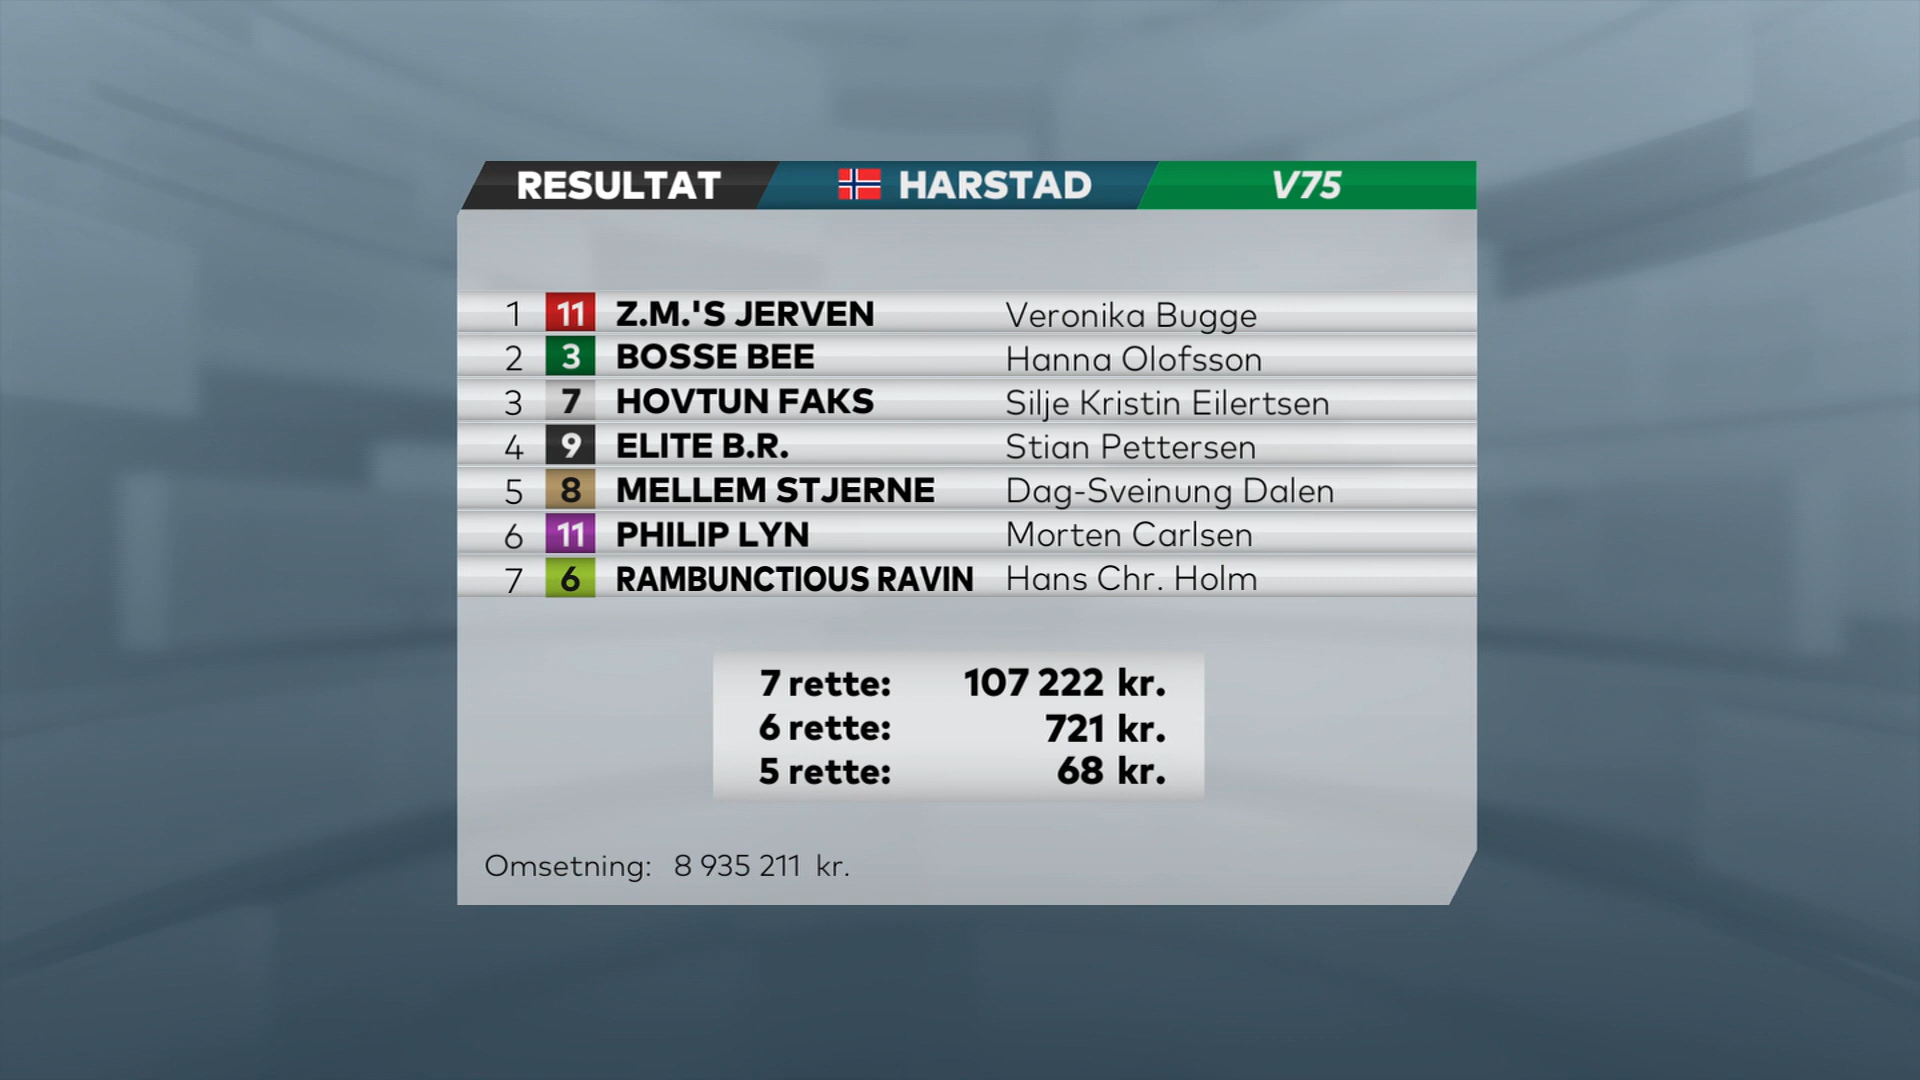 RESULTAT HARSTAD V75
1 11 Z.M.'S JERVEN Veronika Bugge
2 3 BOSSE BEE Hanna Olofsson
3 7 HOVTUN FAKS Silje Kristin Eilertsen
4 9 ELITE B.R. Stian Pettersen
5 8 MELLEM STJERNE Dag-Sveinung Dalen
6 11 PHILIP LYN Morten Carlsen
7 6 RAMBUNCTIOUS RAVIN Hans Chr. Holm
7 rette: 107 222 kr.
6 rette: 721 kr.
5 rette: 68 kr.
Omsetning: 8 935 211 kr.